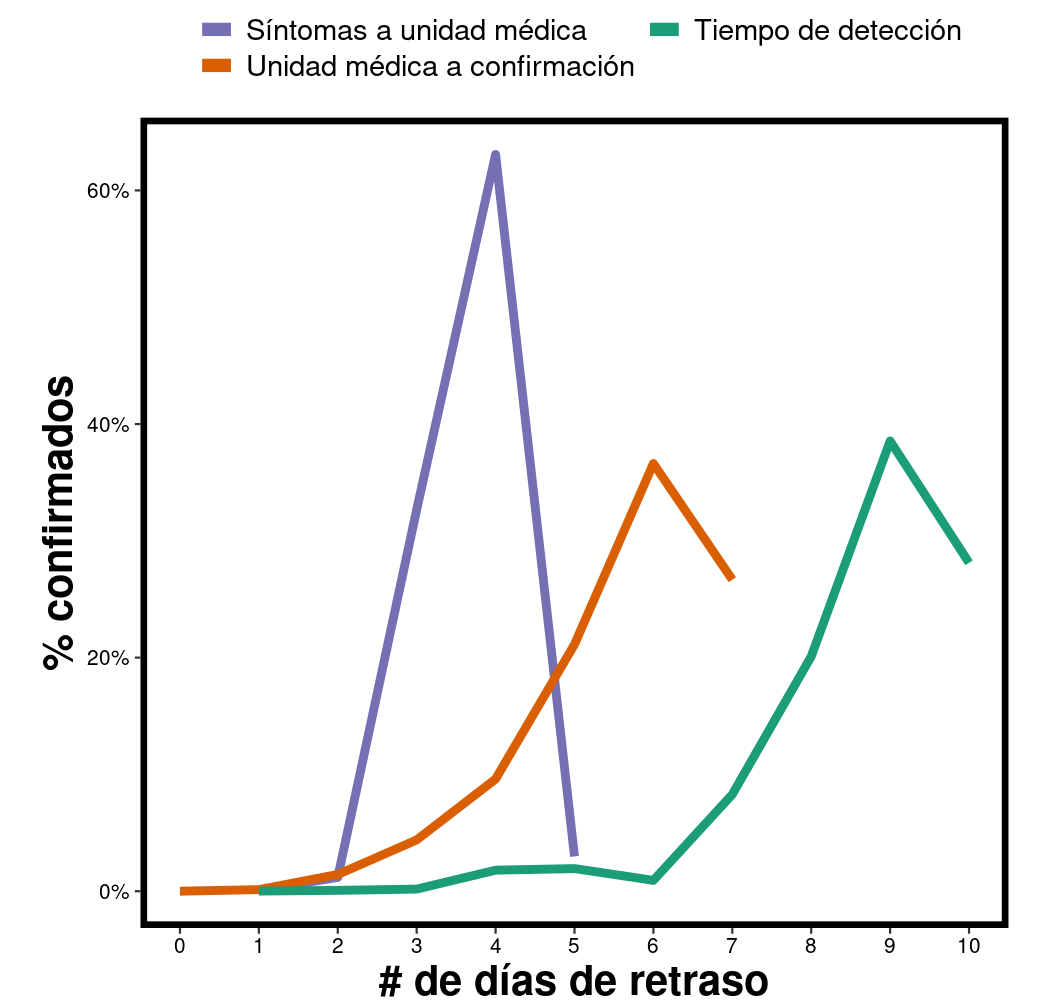 Síntomas a unidad médica
Tiempo de detección
Unidad médica a confirmación
% confirmados
60%
40%
20%
0%
0 1 2 3 4 5 6 7 8 9 10
# de días de retraso